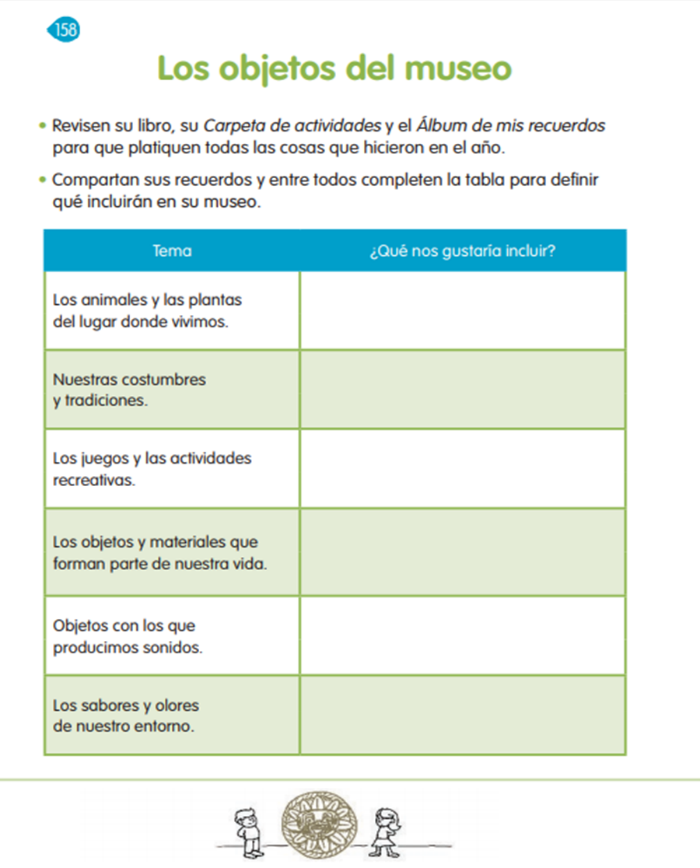 158
Los objetos del museo
• Revisen su libro, su Carpeta de actividades y el Álbum de mis recuerdos
para que platiquen todas las cosas que hicieron en el año.
• Compartan sus recuerdos y entre todos completen la tabla para definir
qué incluirán en su museo.
Tema
¿Qué nos gustaría incluir?
Los animales y las plantas
del lugar donde vivimos.
Nuestras costumbres
y tradiciones.
Los juegos y las actividades
recreativas.
Los objetos y materiales que
forman parte de nuestra vida.
Objetos con los que
producimos sonidos.
Los sabores y olores
de nuestro entorno.